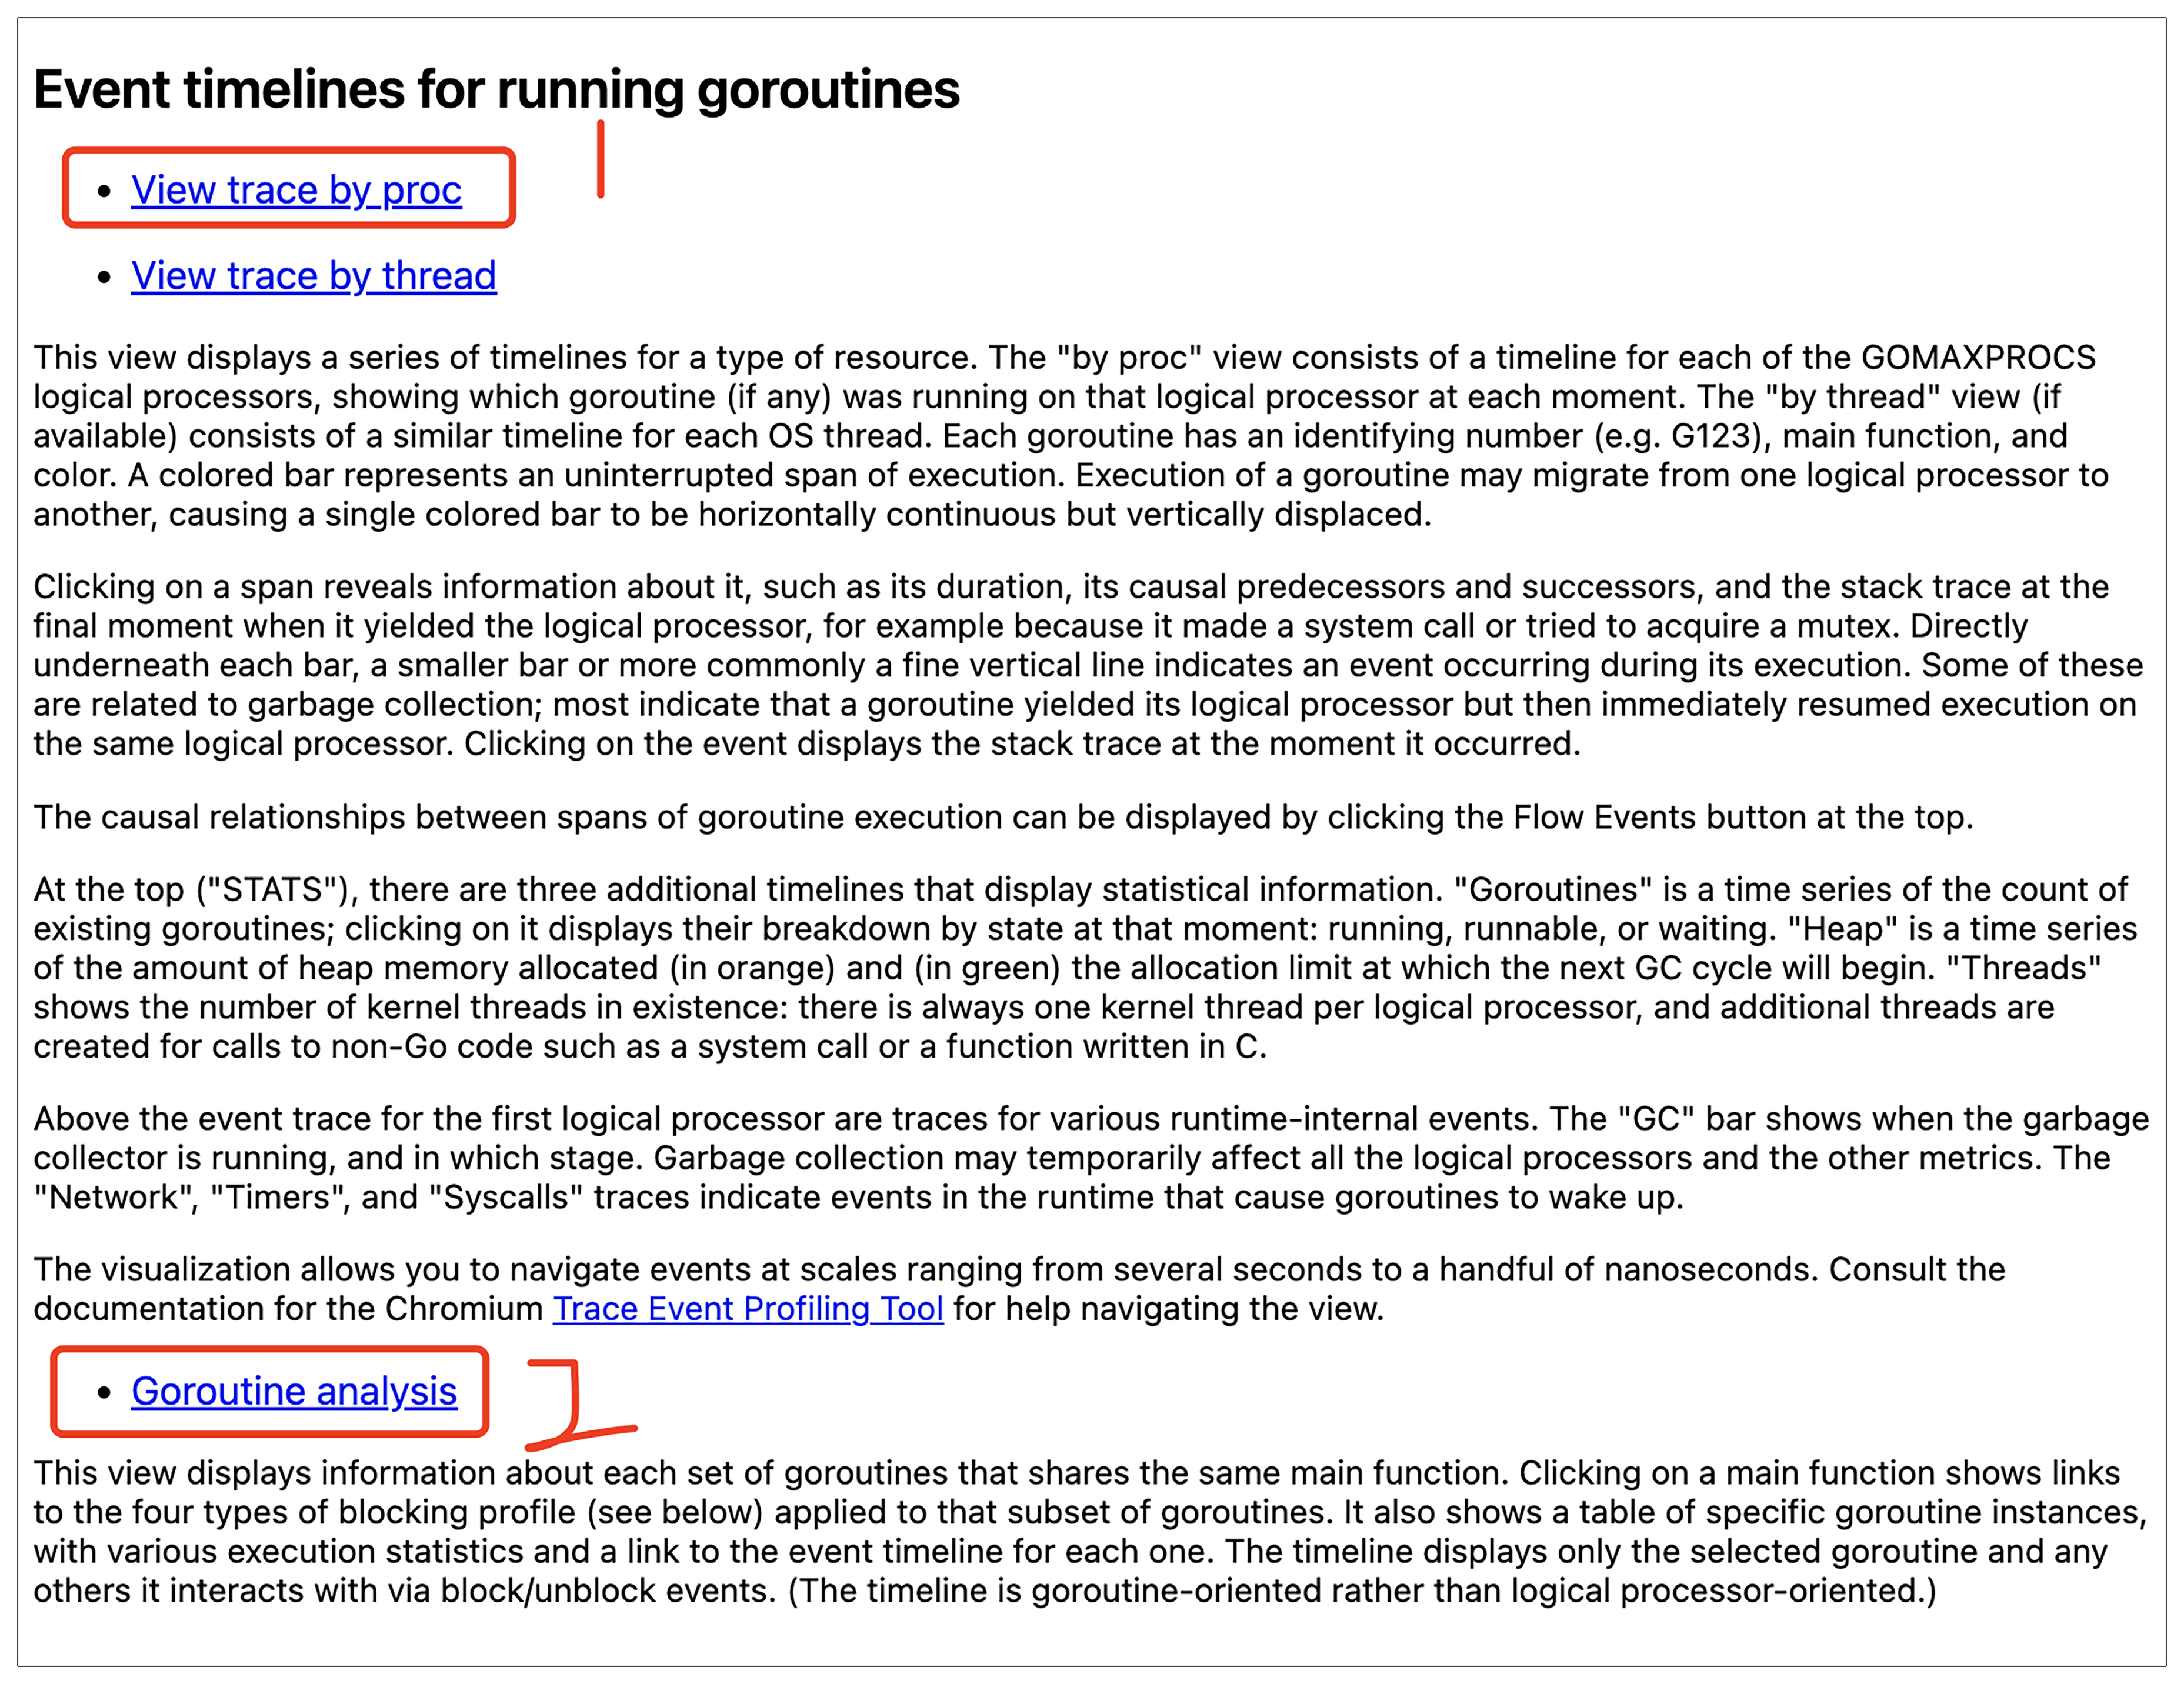 Event timelines for running goroutines
1
• View trace by proc
• View trace by thread
This view displays a series of timelines for a type of resource. The "by proc" view consists of a timeline for each of the GOMAXPROCS
logical processors, showing which goroutine (if any) was running on that logical processor at each moment. The "by thread" view (if
available) consists of a similar timeline for each OS thread. Each goroutine has an identifying number (e.g. G123), main function, and
color. A colored bar represents an uninterrupted span of execution. Execution of a goroutine may migrate from one logical processor to
another, causing a single colored bar to be horizontally continuous but vertically displaced.
Clicking on a span reveals information about it, such as its duration, its causal predecessors and successors, and the stack trace at the
final moment when it yielded the logical processor, for example because it made a system call or tried to acquire a mutex. Directly
underneath each bar, a smaller bar or more commonly a fine vertical line indicates an event occurring during its execution. Some of these
are related to garbage collection; most indicate that a goroutine yielded its logical processor but then immediately resumed execution on
the same logical processor. Clicking on the event displays the stack trace at the moment it occurred.
The causal relationships between spans of goroutine execution can be displayed by clicking the Flow Events button at the top.
At the top ("STATS"), there are three additional timelines that display statistical information. "Goroutines" is a time series of the count of
existing goroutines; clicking on it displays their breakdown by state at that moment: running, runnable, or waiting. "Heap" is a time series
of the amount of heap memory allocated (in orange) and (in green) the allocation limit at which the next GC cycle will begin. "Threads"
shows the number of kernel threads in existence: there is always one kernel thread per logical processor, and additional threads are
created for calls to non-Go code such as a system call or a function written in C.
Above the event trace for the first logical processor are traces for various runtime-internal events. The "GC" bar shows when the garbage
collector is running, and in which stage. Garbage collection may temporarily affect all the logical processors and the other metrics. The
"Network", "Timers", and "Syscalls" traces indicate events in the runtime that cause goroutines to wake up.
The visualization allows you to navigate events at scales ranging from several seconds to a handful of nanoseconds. Consult the
documentation for the Chromium Trace Event Profiling Tool for help navigating the view.
• Goroutine analysis 2
This view displays information about each set of goroutines that shares the same main function. Clicking on a main function shows links
to the four types of blocking profile (see below) applied to that subset of goroutines. It also shows a table of specific goroutine instances,
with various execution statistics and a link to the event timeline for each one. The timeline displays only the selected goroutine and any
others it interacts with via block/unblock events. (The timeline is goroutine-oriented rather than logical processor-oriented.)